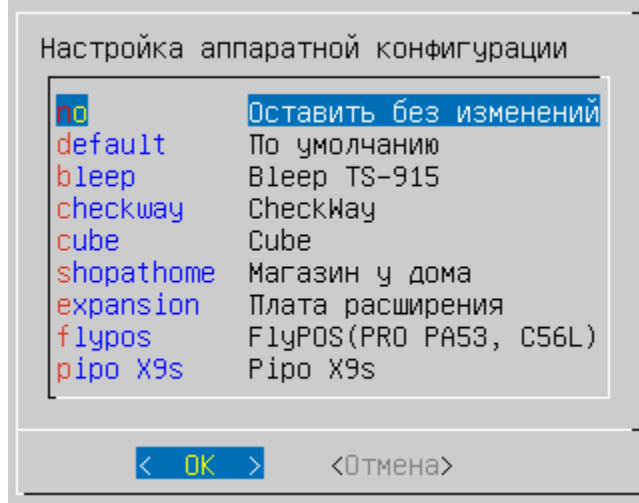 Настройка аппаратной конфигурации
no Оставить без изменений
default По умолчанию
bleep Bleep TS-915
checkway CheckWay
cube Cube
shopathome Магазин у дома
expansion Плата расширения
flypos FlyPOS(PRO PA53, C56L)
pipo X9s Pipo X9s
< OK > <Отмена>